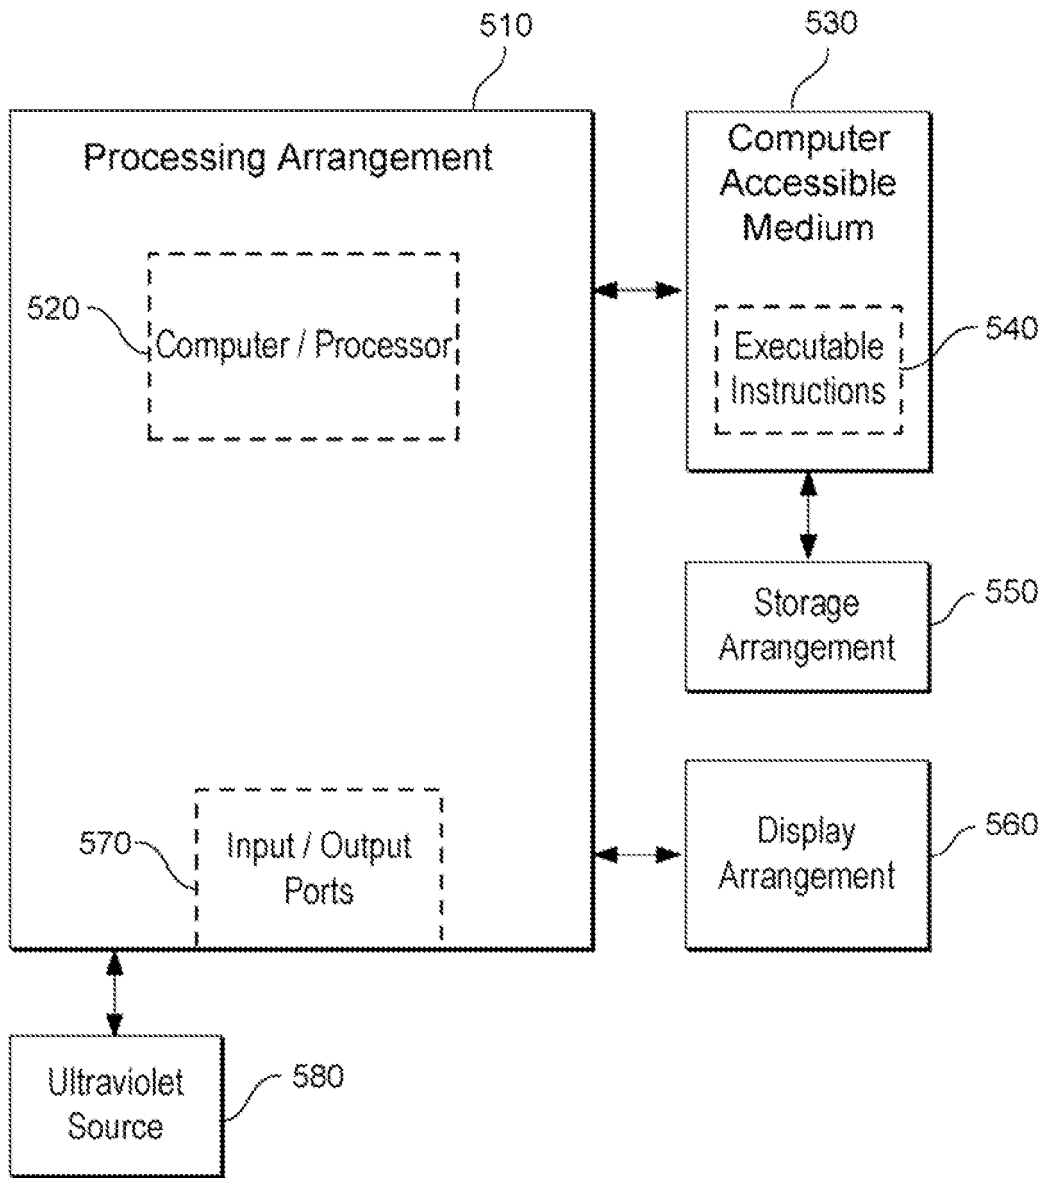 510
530
Processing Arrangement
Computer
Accessible
Medium
520
Computer / Processor
540
Executable
Instructions
550
Storage
Arrangement
570
Input / Output
Ports
560
Display
Arrangement
580
Ultraviolet
Source